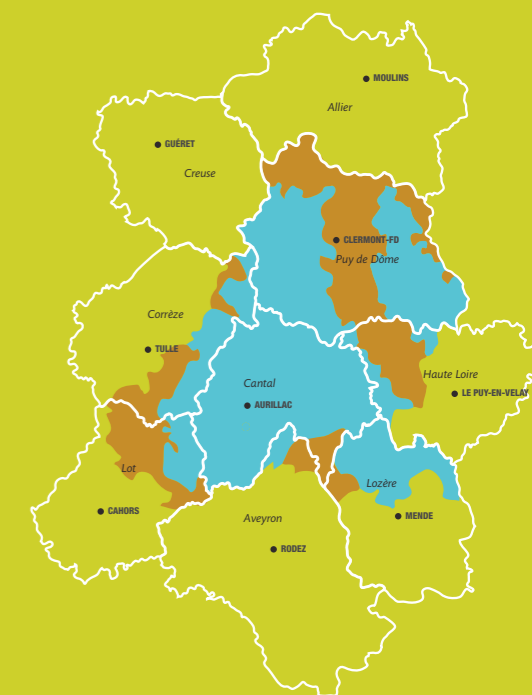 MOULINS
Allier
GUÉRET
Creuse
CLERMONT-FD
Puy de Dôme
Corrèze
TULLE
Haute Loire
Cantal
LE PUY-EN-VELAY
AURILLAC
Lot
Lozère
CAHORS
MENDE
Aveyron
RODEZ